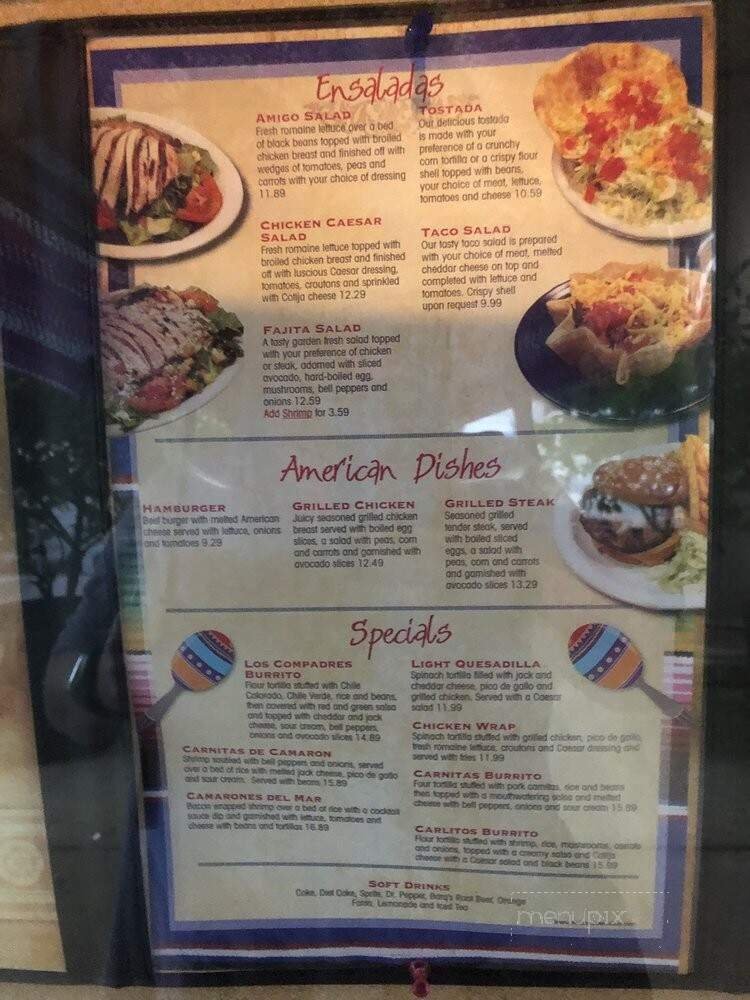 Ensaladas
AMIGO SALAD
Fresh romaine lettuce over a bed
of black beans topped with broiled
chicken breast and finished off with
wedges of tomatoes, peas and
carrots with your choice of dressing
11.89
TOSTADA
Our delicious tostada
is made with your
preference of a crunchy
corn tortilla or a crispy flour
shell topped with beans,
your choice of meat, lettuce,
tomatoes and cheese 10.59
CHICKEN CAESAR
SALAD
Fresh romaine lettuce topped with
broiled chicken breast and finished
off with luscious Caesar dressing,
tomatoes, croutons and sprinkled
with Cotija cheese 12.29
TACO SALAD
Our tasty taco salad is prepared
with your choice of meat, melted
cheddar cheese on top and
completed with lettuce and
tomatoes. Crispy shell
upon request 9.99
FAJITA SALAD
A tasty garden fresh salad topped
with your preference of chicken
or steak, adorned with sliced
avocado, hard-boiled egg,
mushrooms, bell peppers and
onions 12.59
Add Shrimp for 3.59
American Dishes
HAMBURGER
Beef burger with melted American
cheese served with lettuce, onions
and tomatoes 9.29
GRILLED CHICKEN
Juicy seasoned grilled chicken
breast served with boiled egg
slices, a salad with peas, corn
and carrots and garnished with
avocado slices 12.49
GRILLED STEAK
Seasoned grilled
tender steak, served
with boiled sliced
eggs, a salad with
peas, corn and carrots
and garnished with
avocado slices 13.29
Specials
LOS COMPADRES
BURRITO
Flour tortilla stuffed with Chile
Colorado, Chile Verde, rice and beans,
then covered with red and green salsa
and topped with cheddar and jack
cheese, sour cream, bell peppers,
onions and avocado slices 14.89
CARNITAS DE CAMARON
Shrimp sautéed with bell peppers and onions, served
over a bed of rice with melted jack cheese, pico de gallo
and sour cream. Served with beans 15.89
CAMARONES DEL MAR
Bacon wrapped shrimp over a bed of rice with a cocktail
sauce dip and garnished with lettuce, tomatoes and
cheese with beans and tortillas 16.89
LIGHT QUESADILLA
Spinach tortilla filled with jack and
cheddar cheese, pico de gallo and
grilled chicken. Served with a Caesar
salad 11.99
CHICKEN WRAP
Spinach tortilla stuffed with grilled chicken, pico de gallo,
fresh romaine lettuce, croutons and Caesar dressing and
served with fries 11.99
CARNITAS BURRITO
Four tortilla stuffed with pork carnitas, rice and beans
then topped with a mouthwatering salsa and melted
cheese with bell peppers, onions and sour cream 15.89
CARLITOS BURRITO
Flour tortilla stuffed with shrimp, rice, mushrooms, carrots
and onions, topped with a creamy salsa and Cotija
cheese with a Caesar salad and black beans 15.89
SOFT DRINKS
Coke, Diet Coke, Sprite, Dr. Pepper, Barq's Root Beer, Orange
Fanta, Lemonade and Iced Tea
menupix